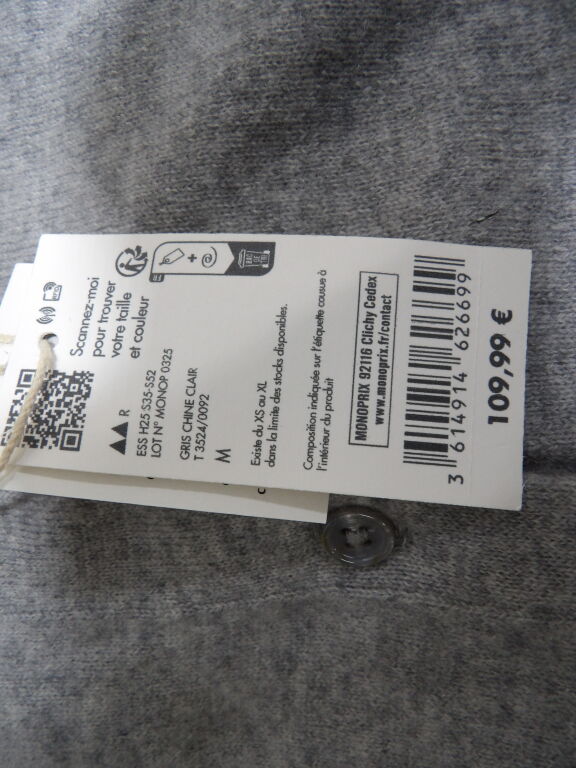 Scannez-moi
pour trouver
votre taille
et couleur
R
ESS H25-S35-S52
LOT N° MONOP 0325
GRIS CHINE CLAIR
T 3524/0092
M
Existe du XS au XL
dans la limite des stocks disponibles.
Composition indiquée sur l'étiquette cousue à
l'intérieur du produit
MONOPRIX 92116 Clichy Cedex
www.monoprix.fr/contact
3 614914 626699
109,99 €